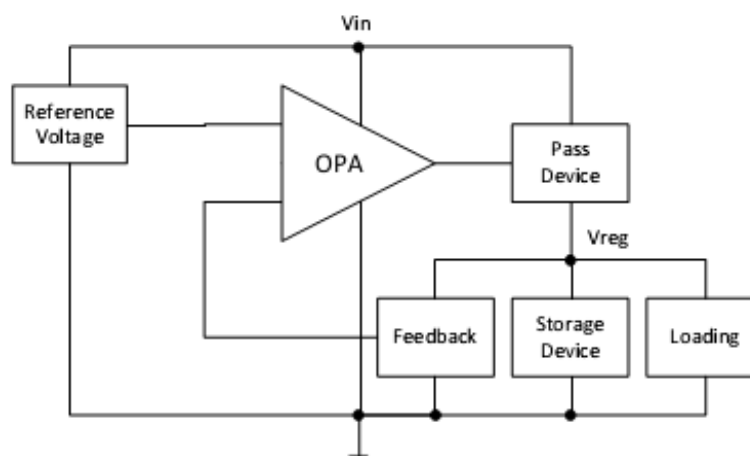 Vin
Reference
Voltage
OPA
Pass
Device
Vreg
Feedback
Storage
Device
Loading